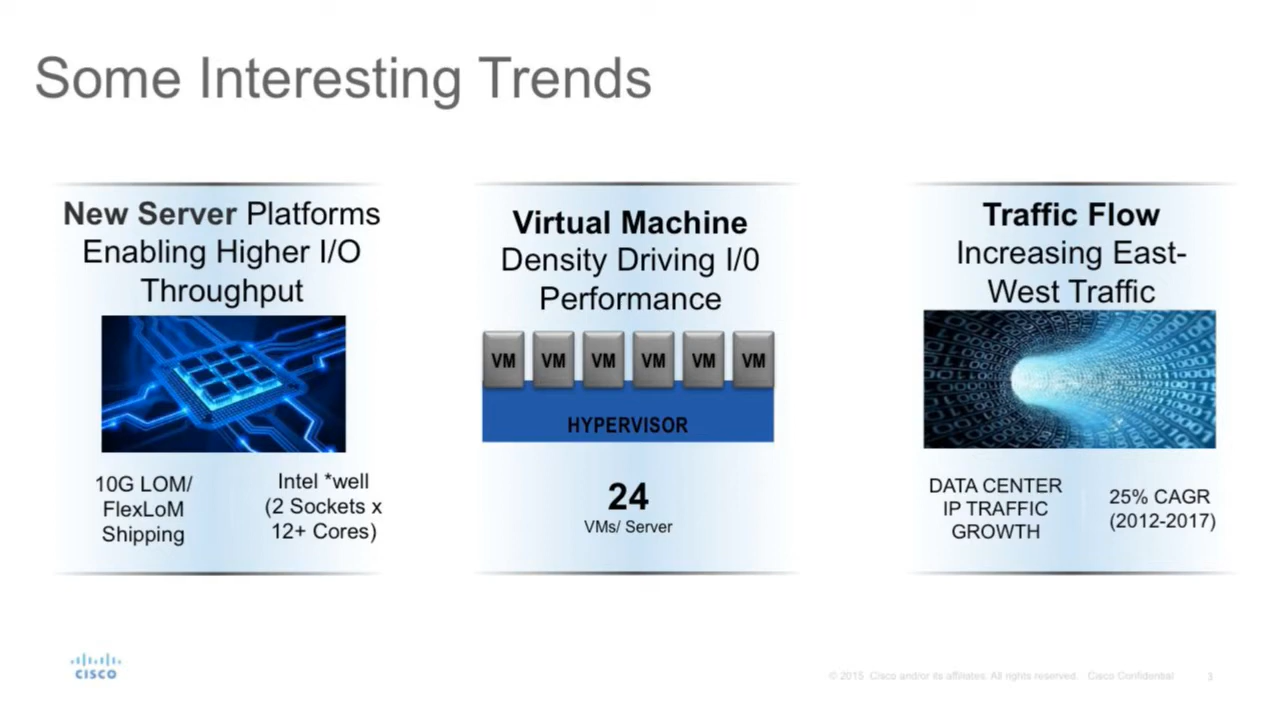 Some Interesting Trends
New Server Platforms
Enabling Higher I/O
Throughput
10G LOM/
FlexLoM
Shipping
Intel *well
(2 Sockets x
12+ Cores)
Virtual Machine
Density Driving I/0
Performance
VM VM VM VM VM VM
HYPERVISOR
24
VMs/ Server
Traffic Flow
Increasing East-
West Traffic
DATA CENTER
IP TRAFFIC
GROWTH
25% CAGR
(2012-2017)
CISCO
© 2015 Cisco and/or its affiliates. All rights reserved. Cisco Confidential
3